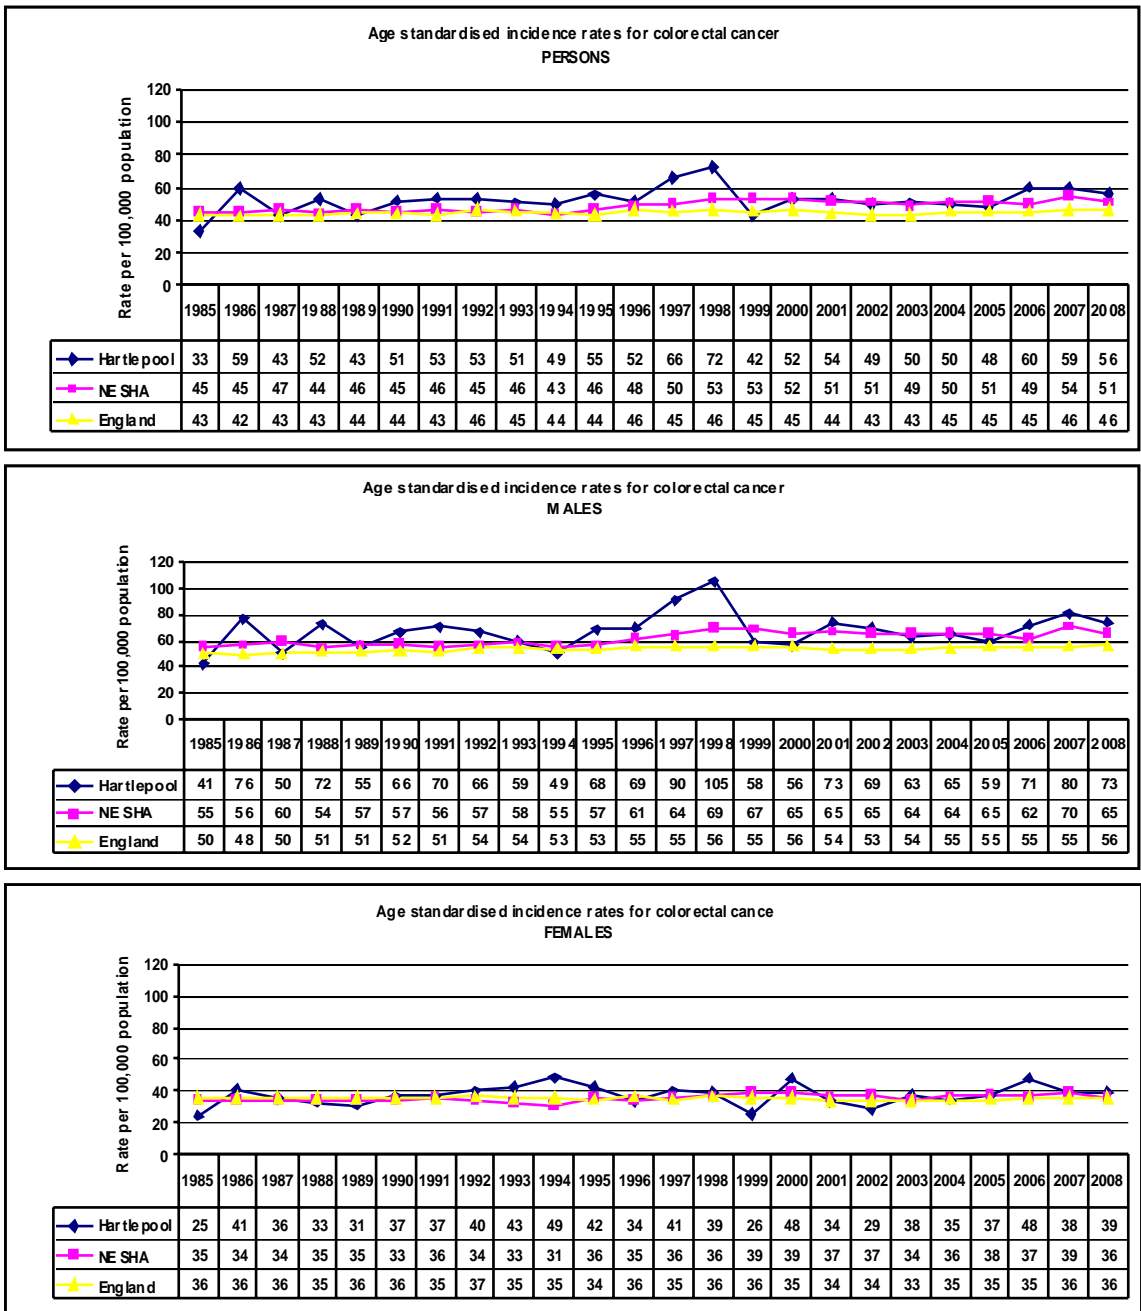 Age standardised incidence rates for colorectal cancer
PERSONS
Rate per 100,000 population
120
100
80
60
40
20
0
1985 1986 1987 1988 1989 1990 1991 1992 1993 1994 1995 1996 1997 1998 1999 2000 2001 2002 2003 2004 2005 2006 2007 2008
Hartlepool 33 59 43 52 43 51 53 53 51 49 55 52 66 72 42 52 54 49 50 50 48 60 59 56
NE SHA 45 45 47 44 46 45 46 45 46 43 46 48 50 53 53 52 51 51 49 50 51 49 54 51
England 43 42 43 43 44 44 43 46 45 44 44 46 45 46 45 45 44 43 43 45 45 45 46 46
Age standardised incidence rates for colorectal cancer
MALES
Rate per 100,000 population
120
100
80
60
40
20
0
1985 1986 1987 1988 1989 1990 1991 1992 1993 1994 1995 1996 1997 1998 1999 2000 2001 2002 2003 2004 2005 2006 2007 2008
Hartlepool 41 76 50 72 55 66 70 66 59 49 68 69 90 105 58 56 73 69 63 65 59 71 80 73
NE SHA 55 56 60 54 57 57 56 57 58 55 57 61 64 69 67 65 65 65 64 64 65 62 70 65
England 50 48 50 51 51 52 51 54 54 53 53 55 55 56 55 56 54 53 54 55 55 55 55 56
Age standardised incidence rates for colorectal cance
FEMALES
Rate per 100,000 population
120
100
80
60
40
20
0
1985 1986 1987 1988 1989 1990 1991 1992 1993 1994 1995 1996 1997 1998 1999 2000 2001 2002 2003 2004 2005 2006 2007 2008
Hartlepool 25 41 36 33 31 37 37 40 43 49 42 34 41 39 26 48 34 29 38 35 37 48 38 39
NE SHA 35 34 34 35 35 33 36 34 33 31 36 35 36 36 39 39 37 37 34 36 38 37 39 36
England 36 36 36 35 36 36 35 37 35 35 34 36 35 36 36 35 34 34 33 35 35 35 36 36